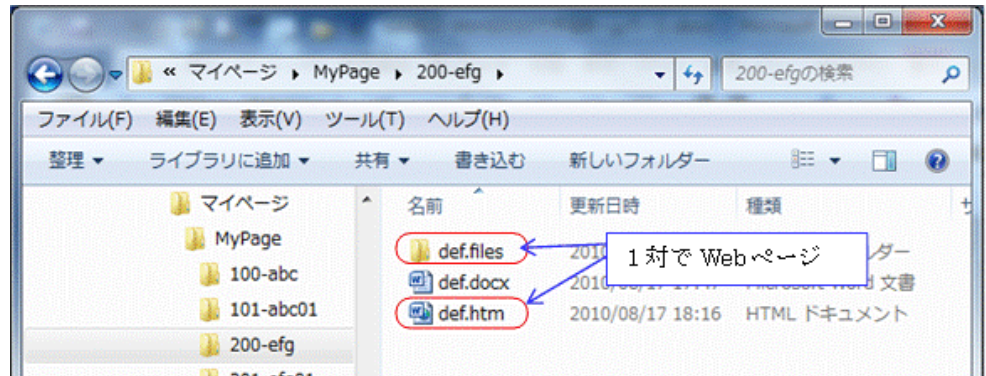 « マイページ ▸ MyPage ▸ 200-efg ▸
200-efgの検索
ファイル(F) 編集(E) 表示(V) ツール(T) ヘルプ(H)
整理 ▼ ライブラリに追加 ▼ 共有 ▼ 書き込む 新しいフォルダー
マイページ
MyPage
100-abc
101-abc01
200-efg
名前 更新日時 種類
def.files
def.docx
文書
def.htm 2010/08/17 18:16 HTML ドキュメント
1対で Webページ